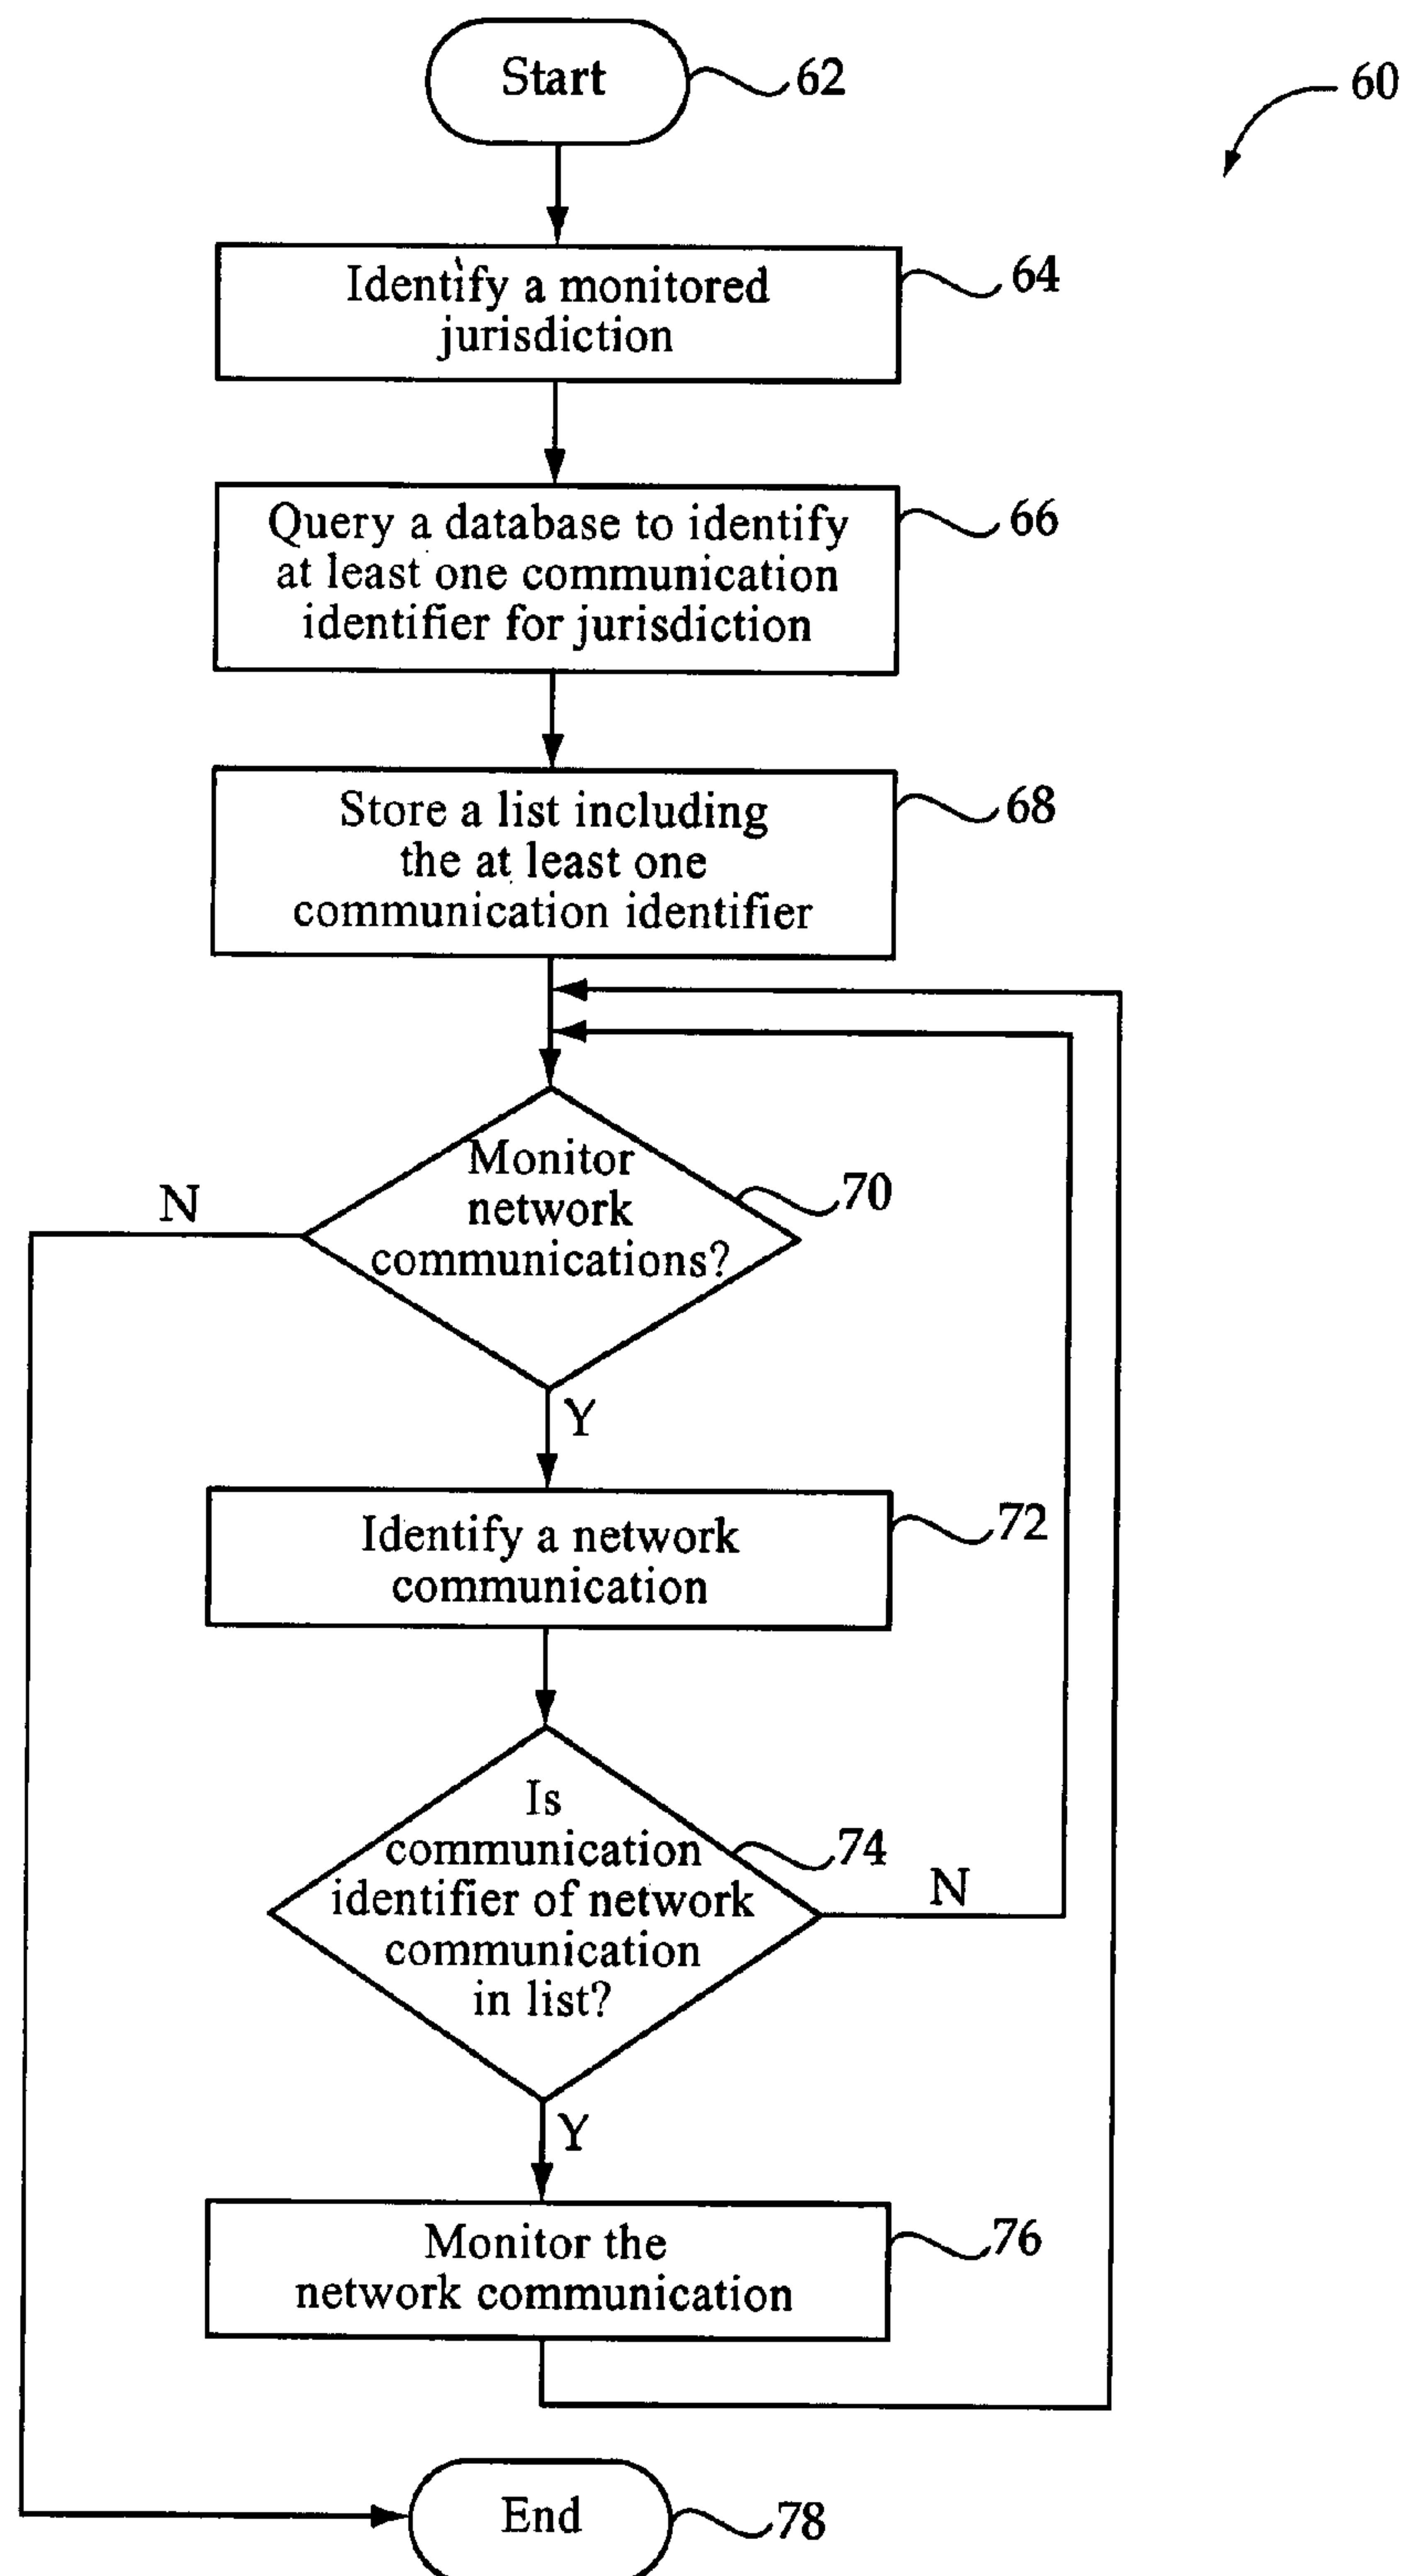 Start
62
60
Identify a monitored
jurisdiction
64
Query a database to identify
at least one communication
identifier for jurisdiction
66
Store a list including
the at least one
communication identifier
68
Monitor
network
communications?
70
N
Y
Identify a network
communication
72
Is
communication
identifier of network
communication
in list?
74
N
Y
Monitor the
network communication
76
End
78